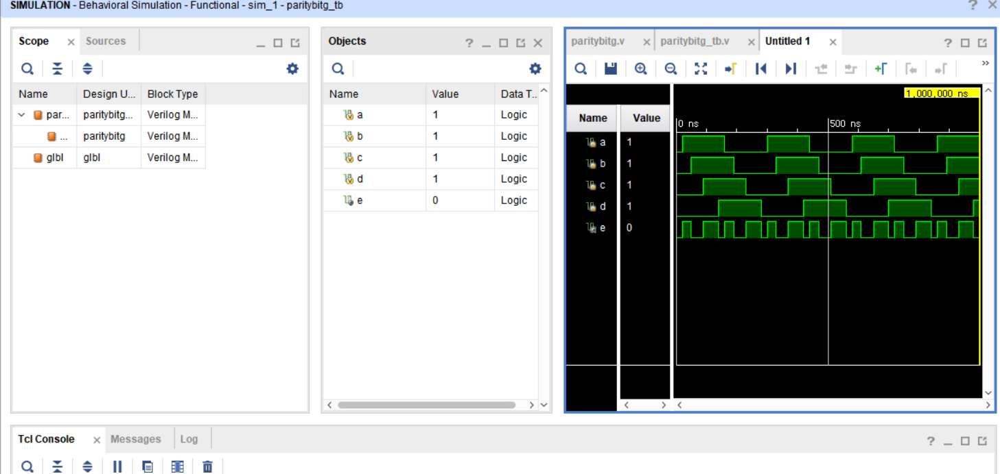 SIMULATION - Behavioral Simulation - Functional - sim_1 - paritybitg_tb
Scope Sources
Name Design U... Block Type
par... paritybitg... Verilog M...
... paritybitg Verilog M...
glbl glbl Verilog M...
Objects
Name Value Data T...
a 1 Logic
b 1 Logic
c 1 Logic
d 1 Logic
e 0 Logic
paritybitg.v paritybitg_tb.v Untitled 1
1,000,000 ns
Name Value
0 ns 500 ns
a 1
b 1
c 1
d 1
e 0
Tcl Console Messages Log